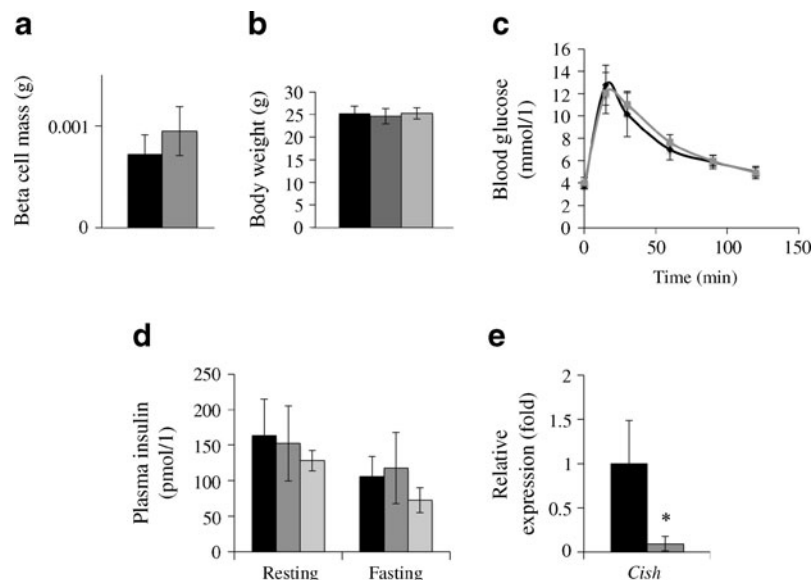 a
Beta cell mass (g)
0.001
0
b
Body weight (g)
30
25
20
15
10
5
0
c
Blood glucose
(mmol/1)
16
14
12
10
8
6
4
2
0
0 50 100 150
Time (min)
d
Plasma insulin
(pmol/1)
250
200
150
100
50
0
Resting Fasting
e
Relative
expression (fold)
2
1.5
1
0.5
0
*
Cish